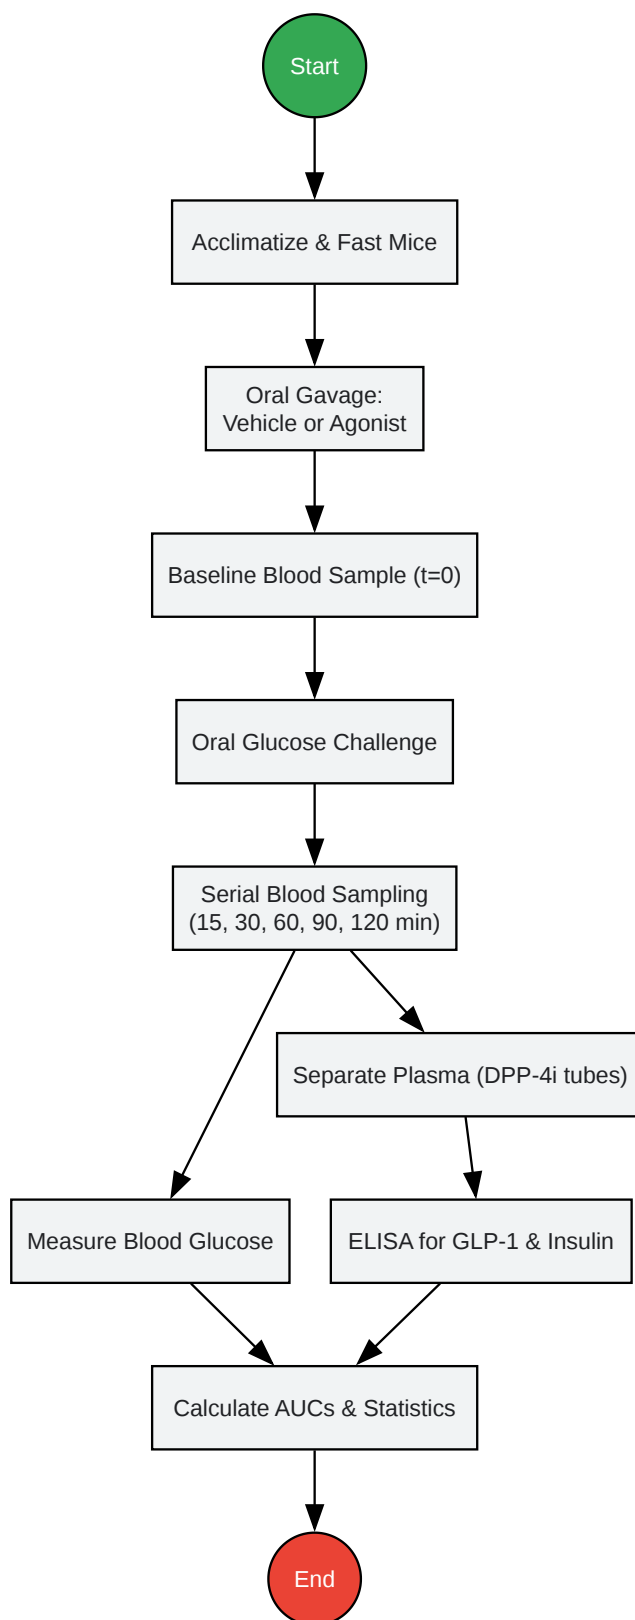 Start
Acclimatize & Fast Mice
Oral Gavage:
Vehicle or Agonist
Baseline Blood Sample (t=0)
Oral Glucose Challenge
Serial Blood Sampling
(15, 30, 60, 90, 120 min)
Separate Plasma (DPP-4i tubes)
Measure Blood Glucose
ELISA for GLP-1 & Insulin
Calculate AUCs & Statistics
End